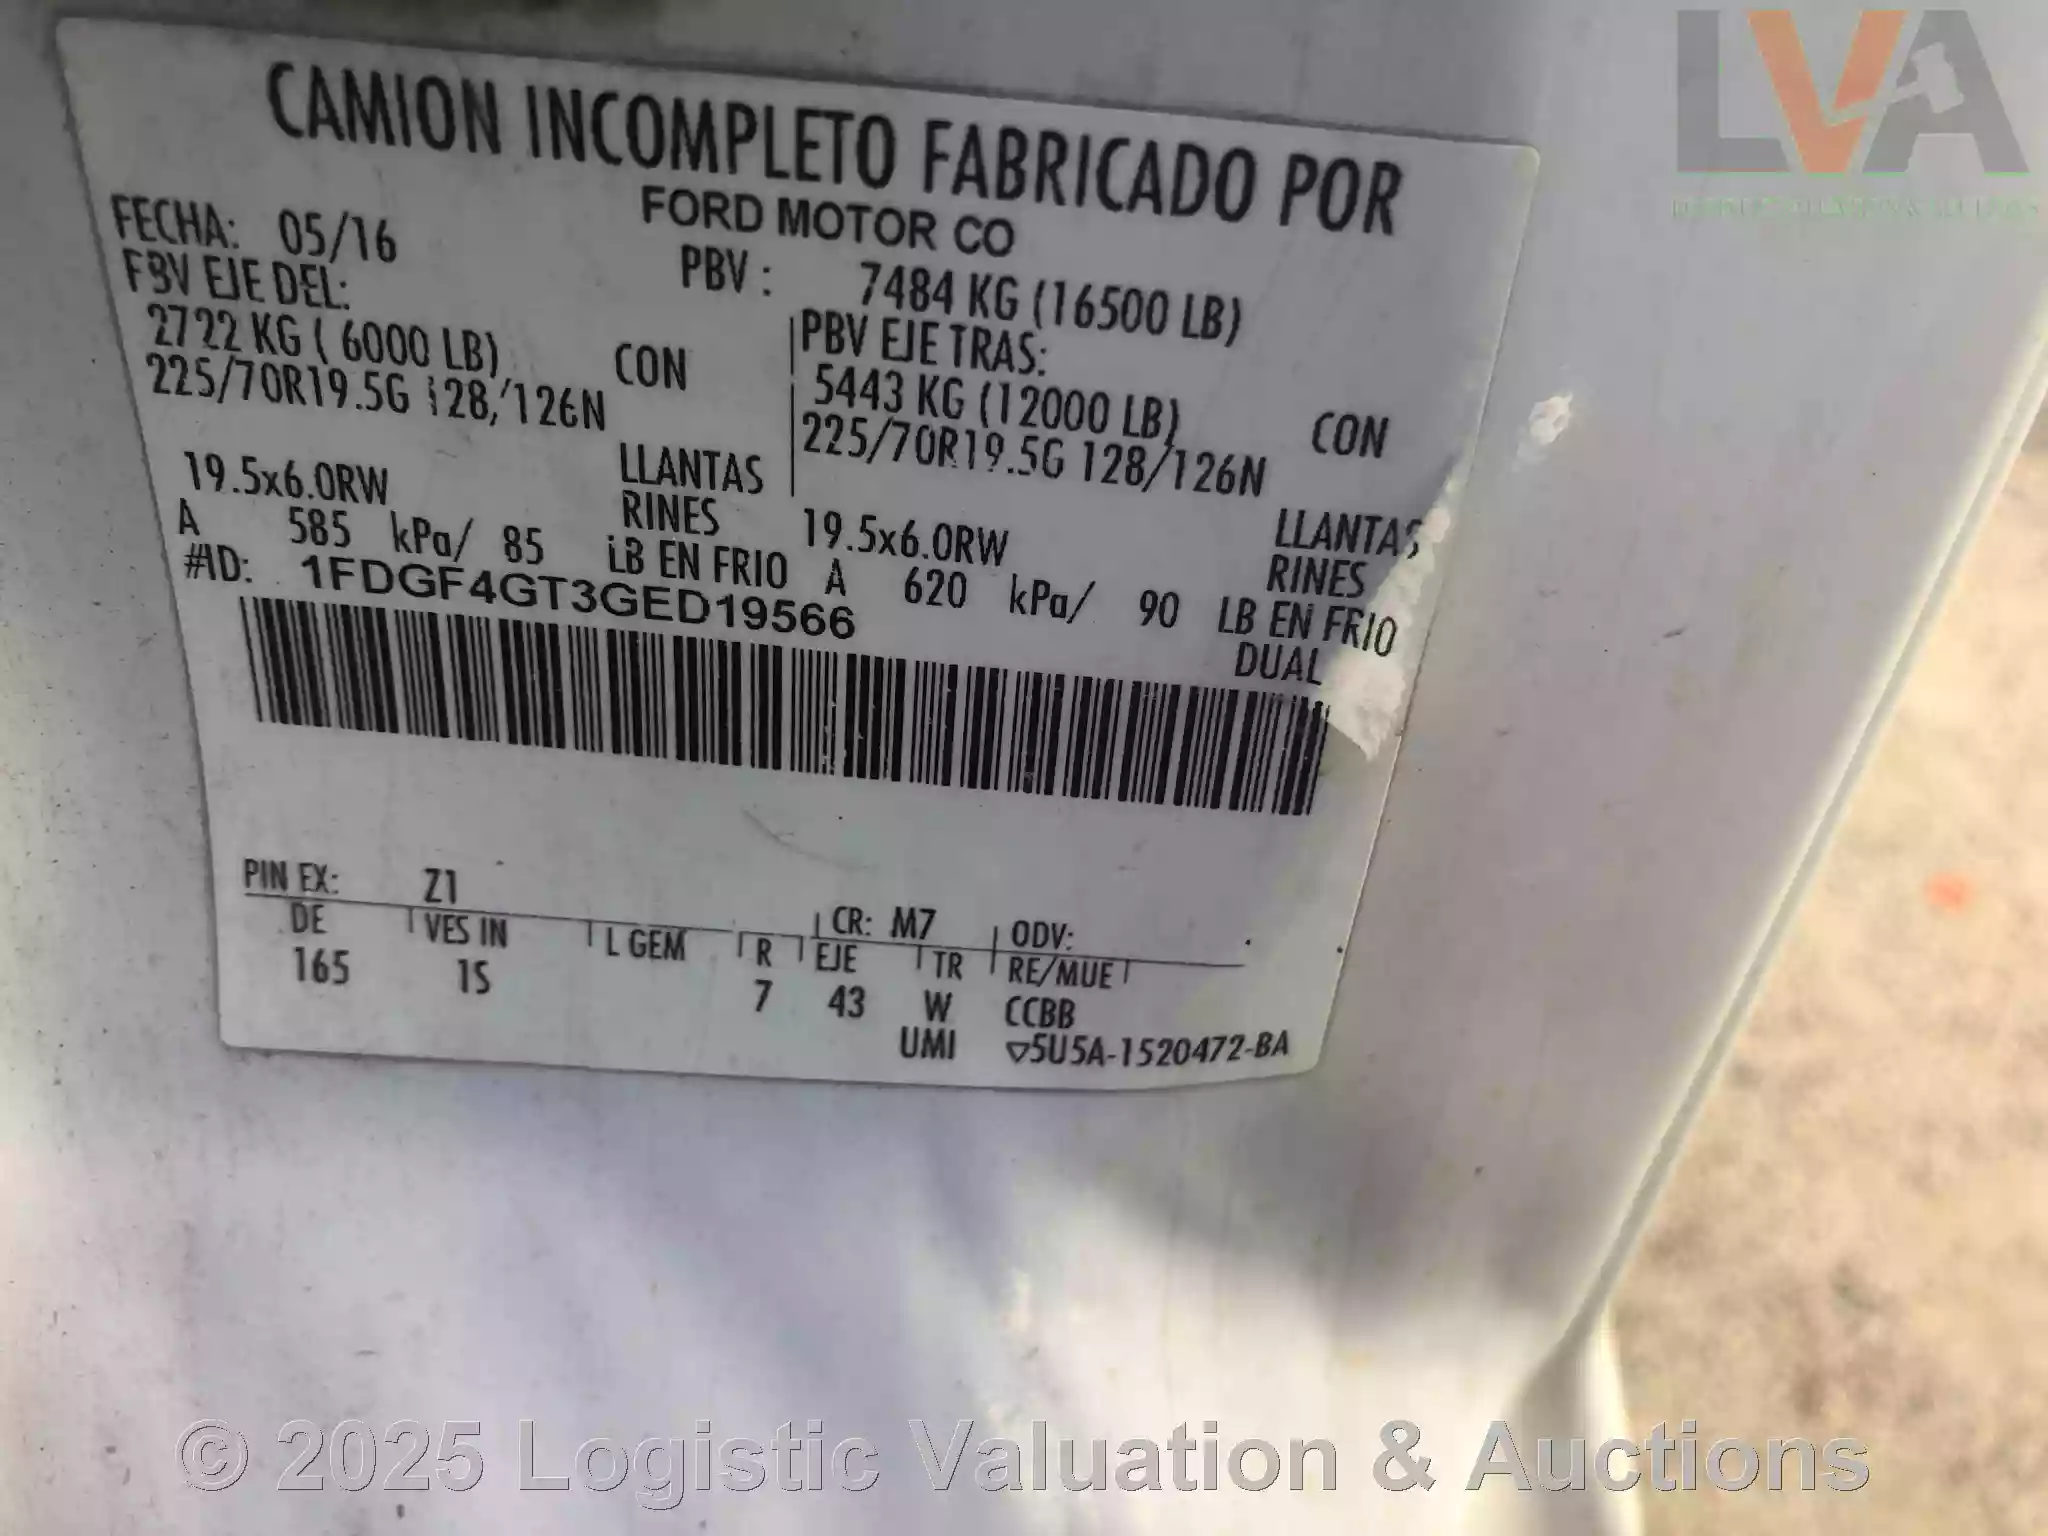 LVA
CAMION INCOMPLETO FABRICADO POR
FORD MOTOR CO
FECHA: 05/16
PBV : 7484 KG (16500 LB)
PBV EJE DEL:
PBV EJE TRAS:
2722 KG ( 6000 LB) CON
5443 KG (12000 LB) CON
225/70R19.5G 128/126N LLANTAS
225/70R19.5G 128/126N LLANTAS
19.5x6.0RW RINES
19.5x6.0RW RINES
A 585 kPa/ 85 LB EN FRIO
A 620 kPa/ 90 LB EN FRIO
DUAL
#ID: 1FDGF4GT3GED19566
PIN EX: Z1
CR: M7 ODV:
DE VES IN L GEM R EJE TR RE/MUE
165 1S 7 43 W CCBB
UMI ▽5U5A-1520472-BA
© 2025 Logistic Valuation & Auctions